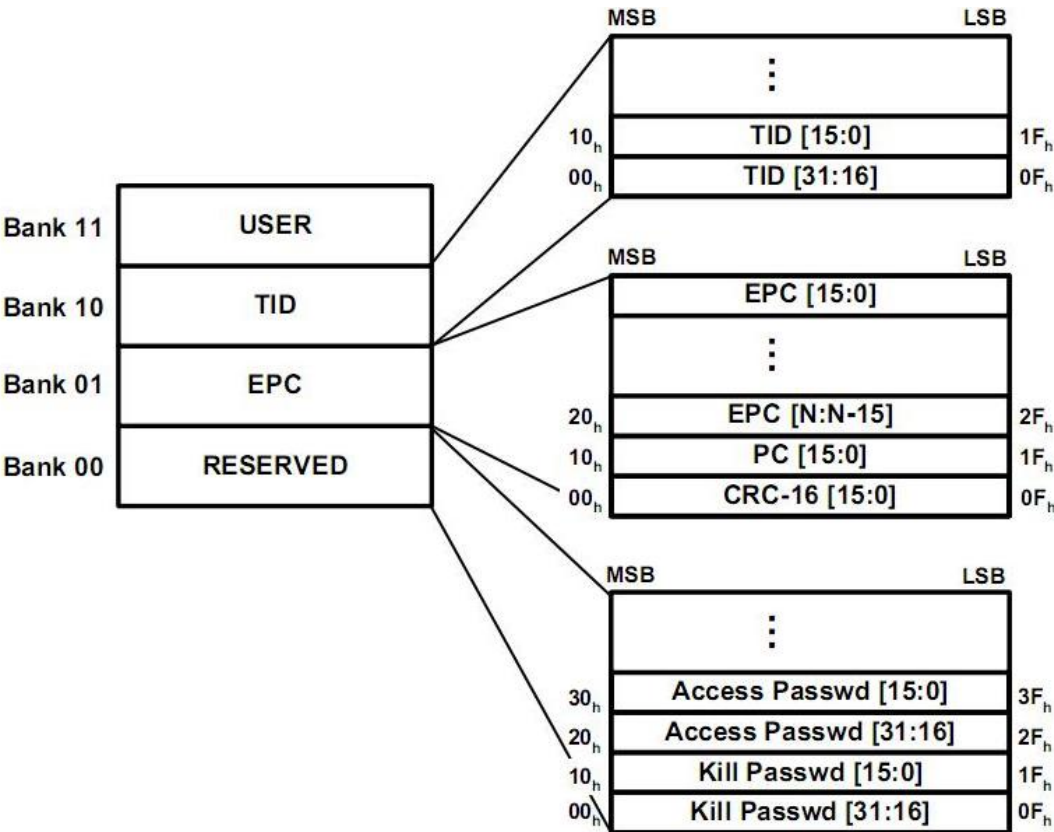 MSB LSB
⋮
10h TID [15:0] 1Fh
00h TID [31:16] 0Fh
Bank 11 USER
Bank 10 TID
Bank 01 EPC
Bank 00 RESERVED
MSB LSB
EPC [15:0]
⋮
20h EPC [N:N-15] 2Fh
10h PC [15:0] 1Fh
00h CRC-16 [15:0] 0Fh
MSB LSB
⋮
30h Access Passwd [15:0] 3Fh
20h Access Passwd [31:16] 2Fh
10h Kill Passwd [15:0] 1Fh
00h Kill Passwd [31:16] 0Fh